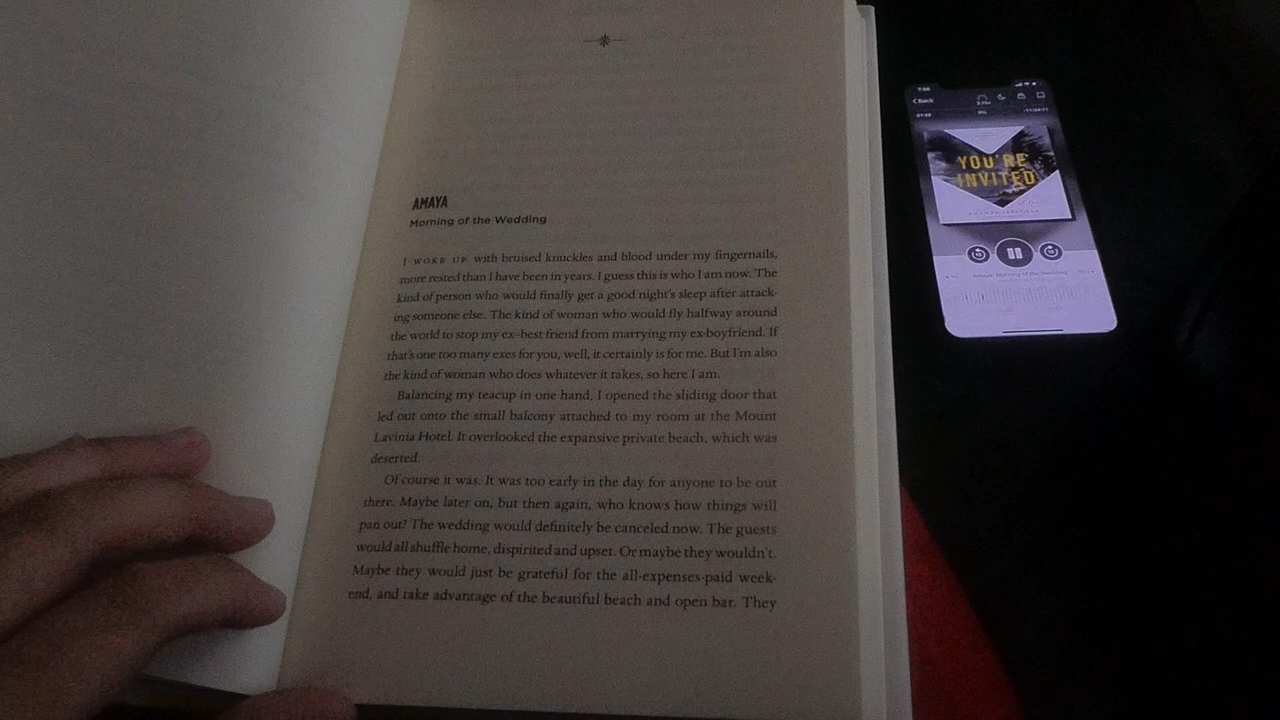 AMAYA
Morning of the Wedding
I WOKE UP with bruised knuckles and blood under my fingernails,
more rested than I have been in years. I guess this is who I am now. The
kind of person who would finally get a good night's sleep after attack-
ing someone else. The kind of woman who would fly halfway around
the world to stop my ex-best friend from marrying my ex-boyfriend. If
that's one too many exes for you, well, it certainly is for me. But I'm also
the kind of woman who does whatever it takes, so here I am.
Balancing my teacup in one hand, I opened the sliding door that
led out onto the small balcony attached to my room at the Mount
Lavinia Hotel. It overlooked the expansive private beach, which was
deserted.
Of course it was. It was too early in the day for anyone to be out
there. Maybe later on, but then again, who knows how things will
pan out? The wedding would definitely be canceled now. The guests
would all shuffle home, dispirited and upset. Or maybe they wouldn't.
Maybe they would just be grateful for the all-expenses-paid week-
end, and take advantage of the beautiful beach and open bar. They
Back
YOU'RE
INVITED
Amaya: Morning of the Wedding